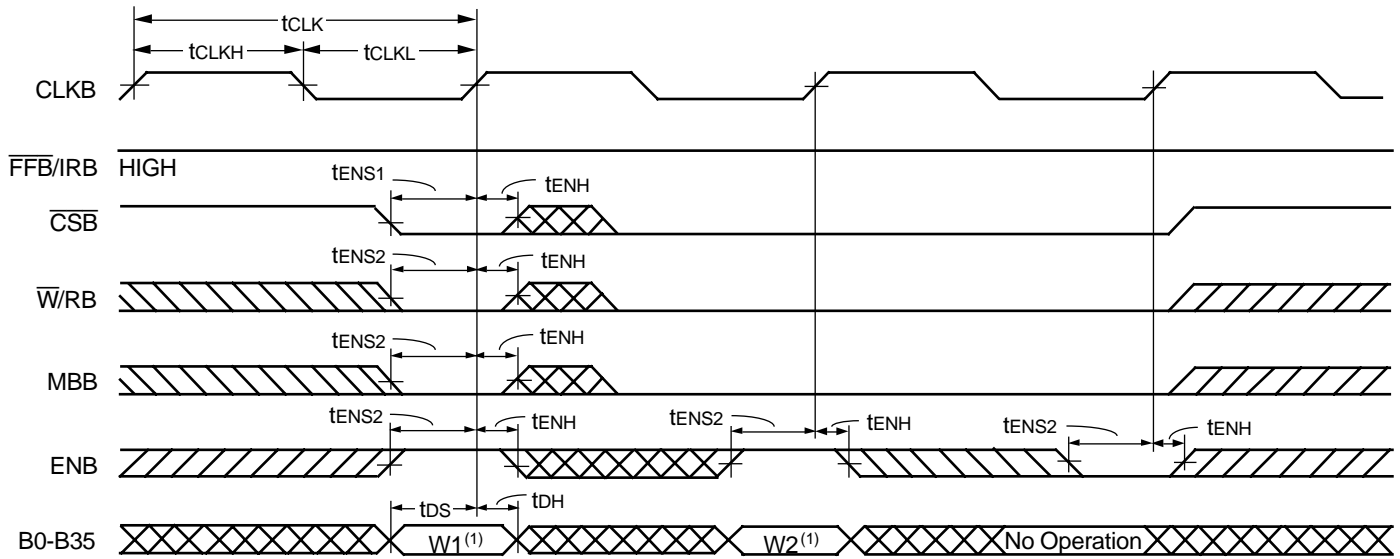 tCLK
tCLKH tCLKL
CLKB
FFB/IRB HIGH
tENS1 tENH
CSB
tENS2 tENH
W/RB
tENS2 tENH
MBB
tENS2 tENH tENS2 tENH tENS2 tENH
ENB
tDS tDH
B0-B35 W1(1) W2(1) No Operation